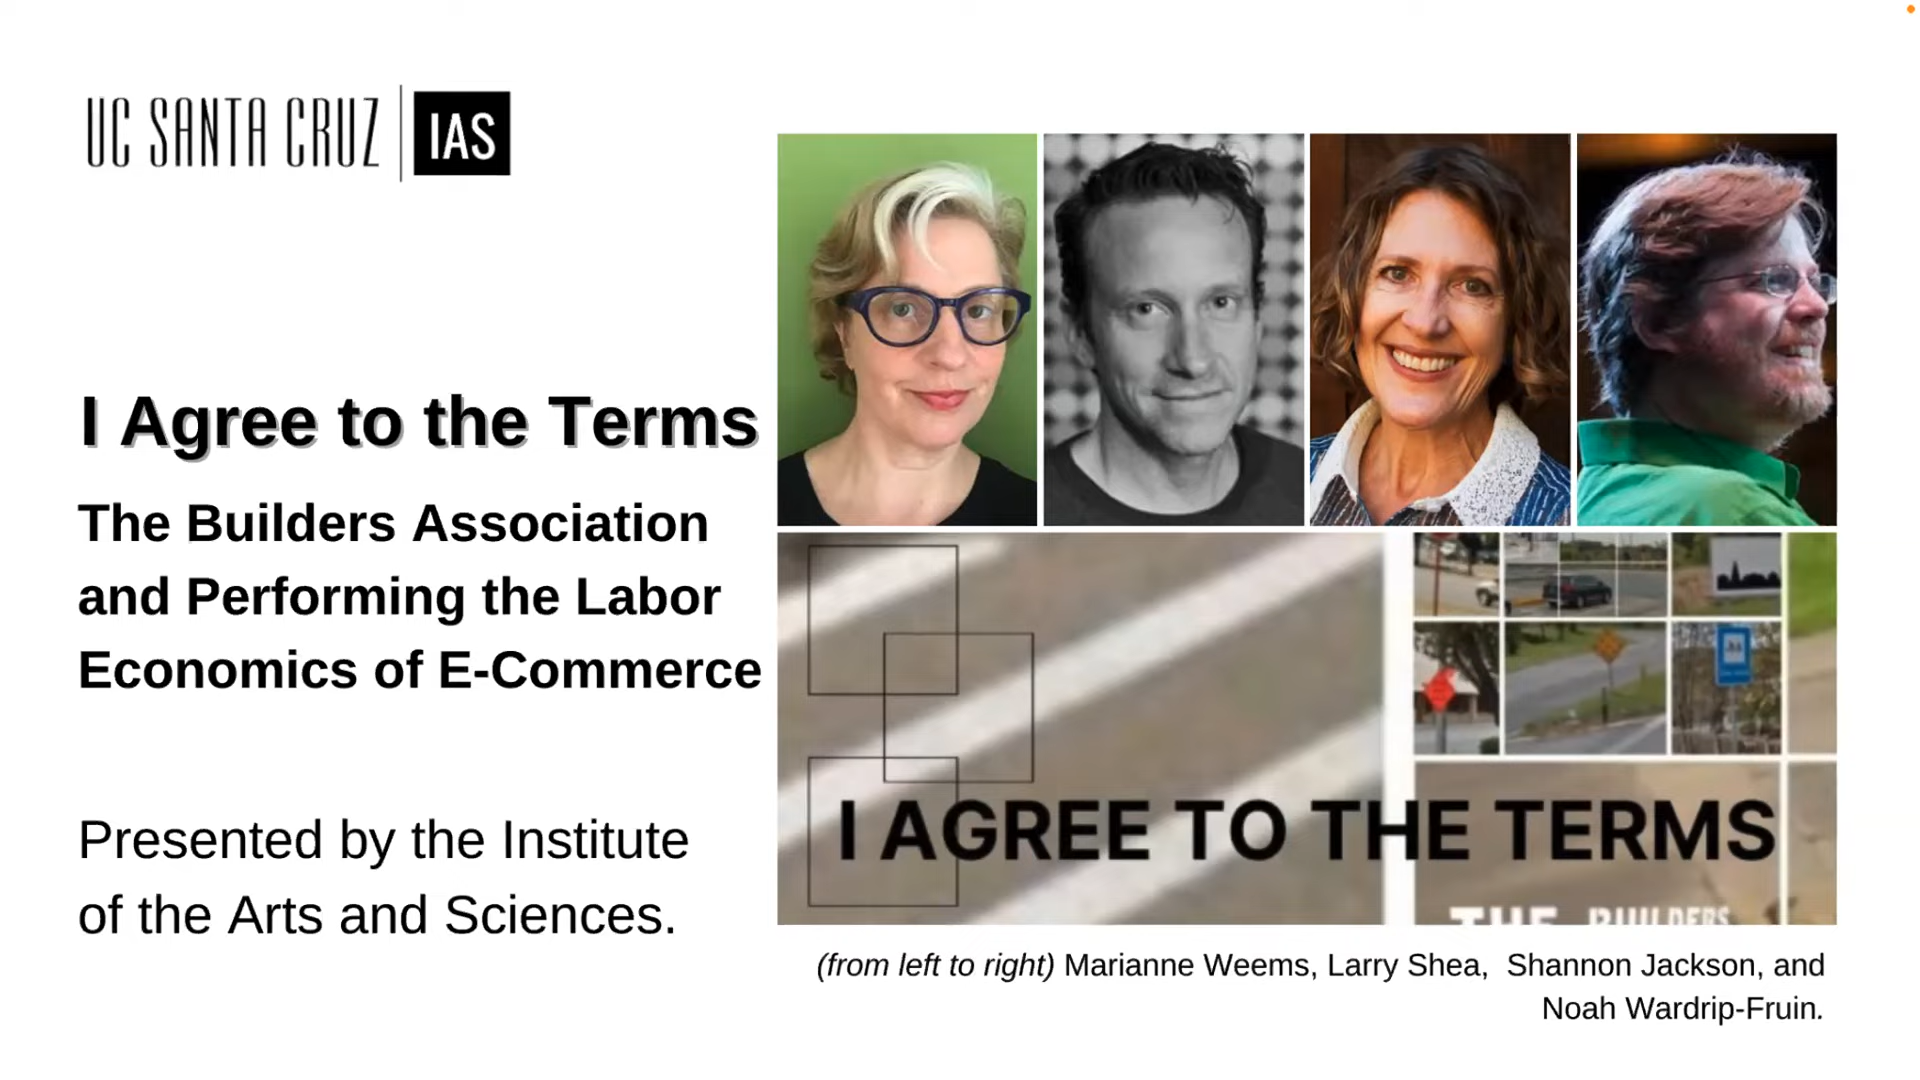 UC SANTA CRUZ | IAS
I Agree to the Terms
The Builders Association
and Performing the Labor
Economics of E-Commerce
Presented by the Institute
of the Arts and Sciences.
I AGREE TO THE TERMS
THE BUILDERS
(from left to right) Marianne Weems, Larry Shea,  Shannon Jackson, and
Noah Wardrip-Fruin.